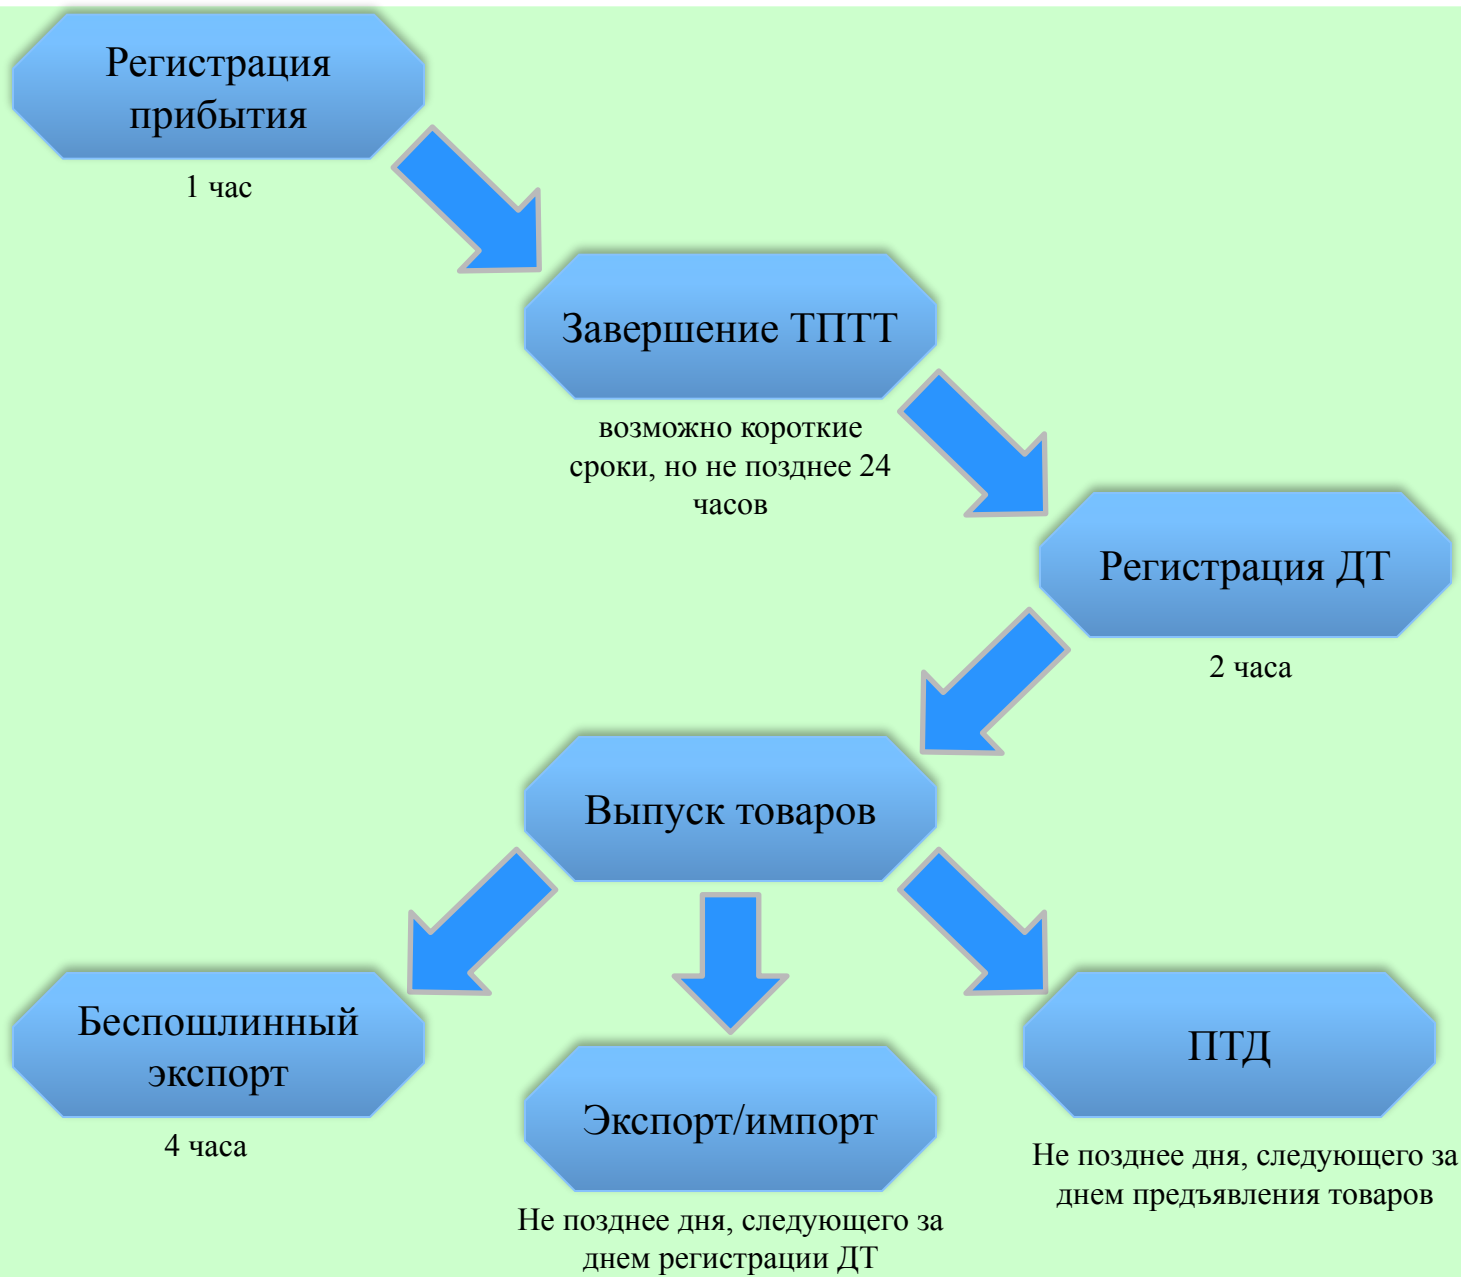 Регистрация
прибытия
1 час
Завершение ТПТТ
возможно короткие
сроки, но не позднее 24
часов
Регистрация ДТ
2 часа
Выпуск товаров
Беспошлинный
экспорт
4 часа
Экспорт/импорт
Не позднее дня, следующего за
днем регистрации ДТ
ПТД
Не позднее дня, следующего за
днем предъявления товаров